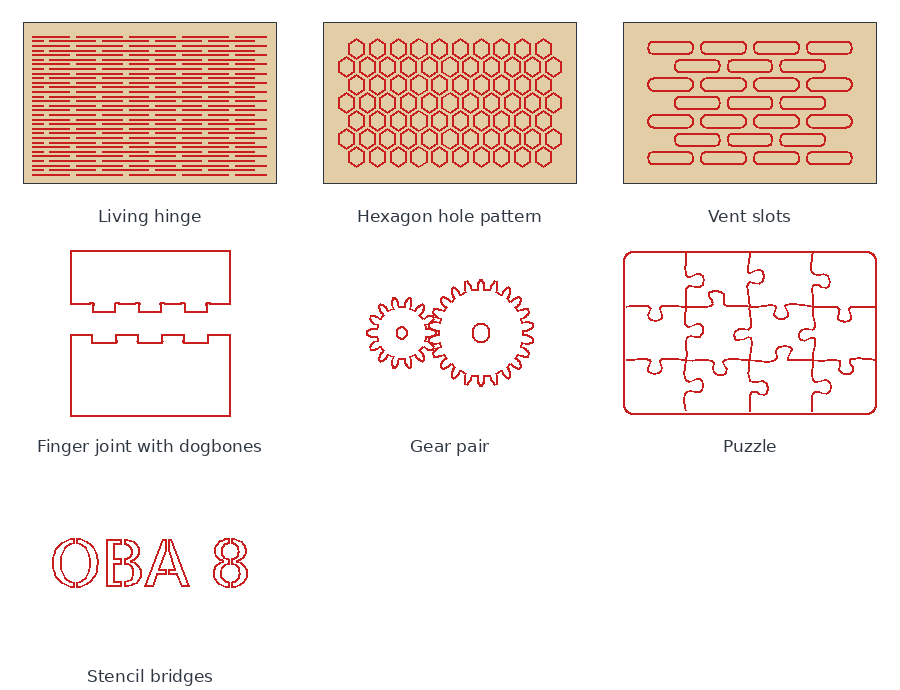 Living hinge
Hexagon hole pattern
Vent slots
Finger joint with dogbones
Gear pair
Puzzle
OBA 8
Stencil bridges